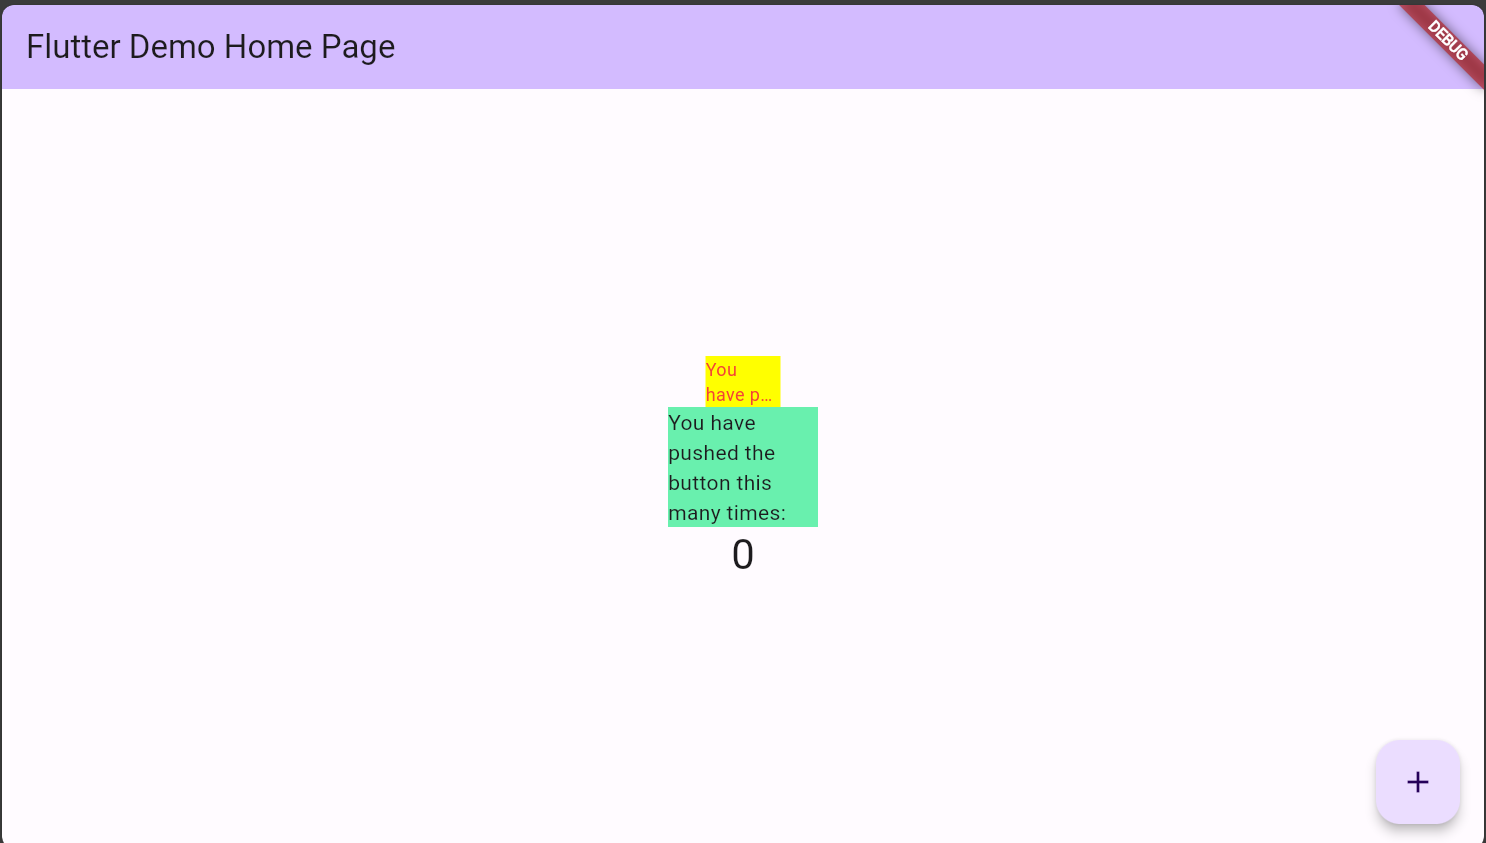 Flutter Demo Home Page
DEBUG
You
have p…
You have
pushed the
button this
many times:
0
+